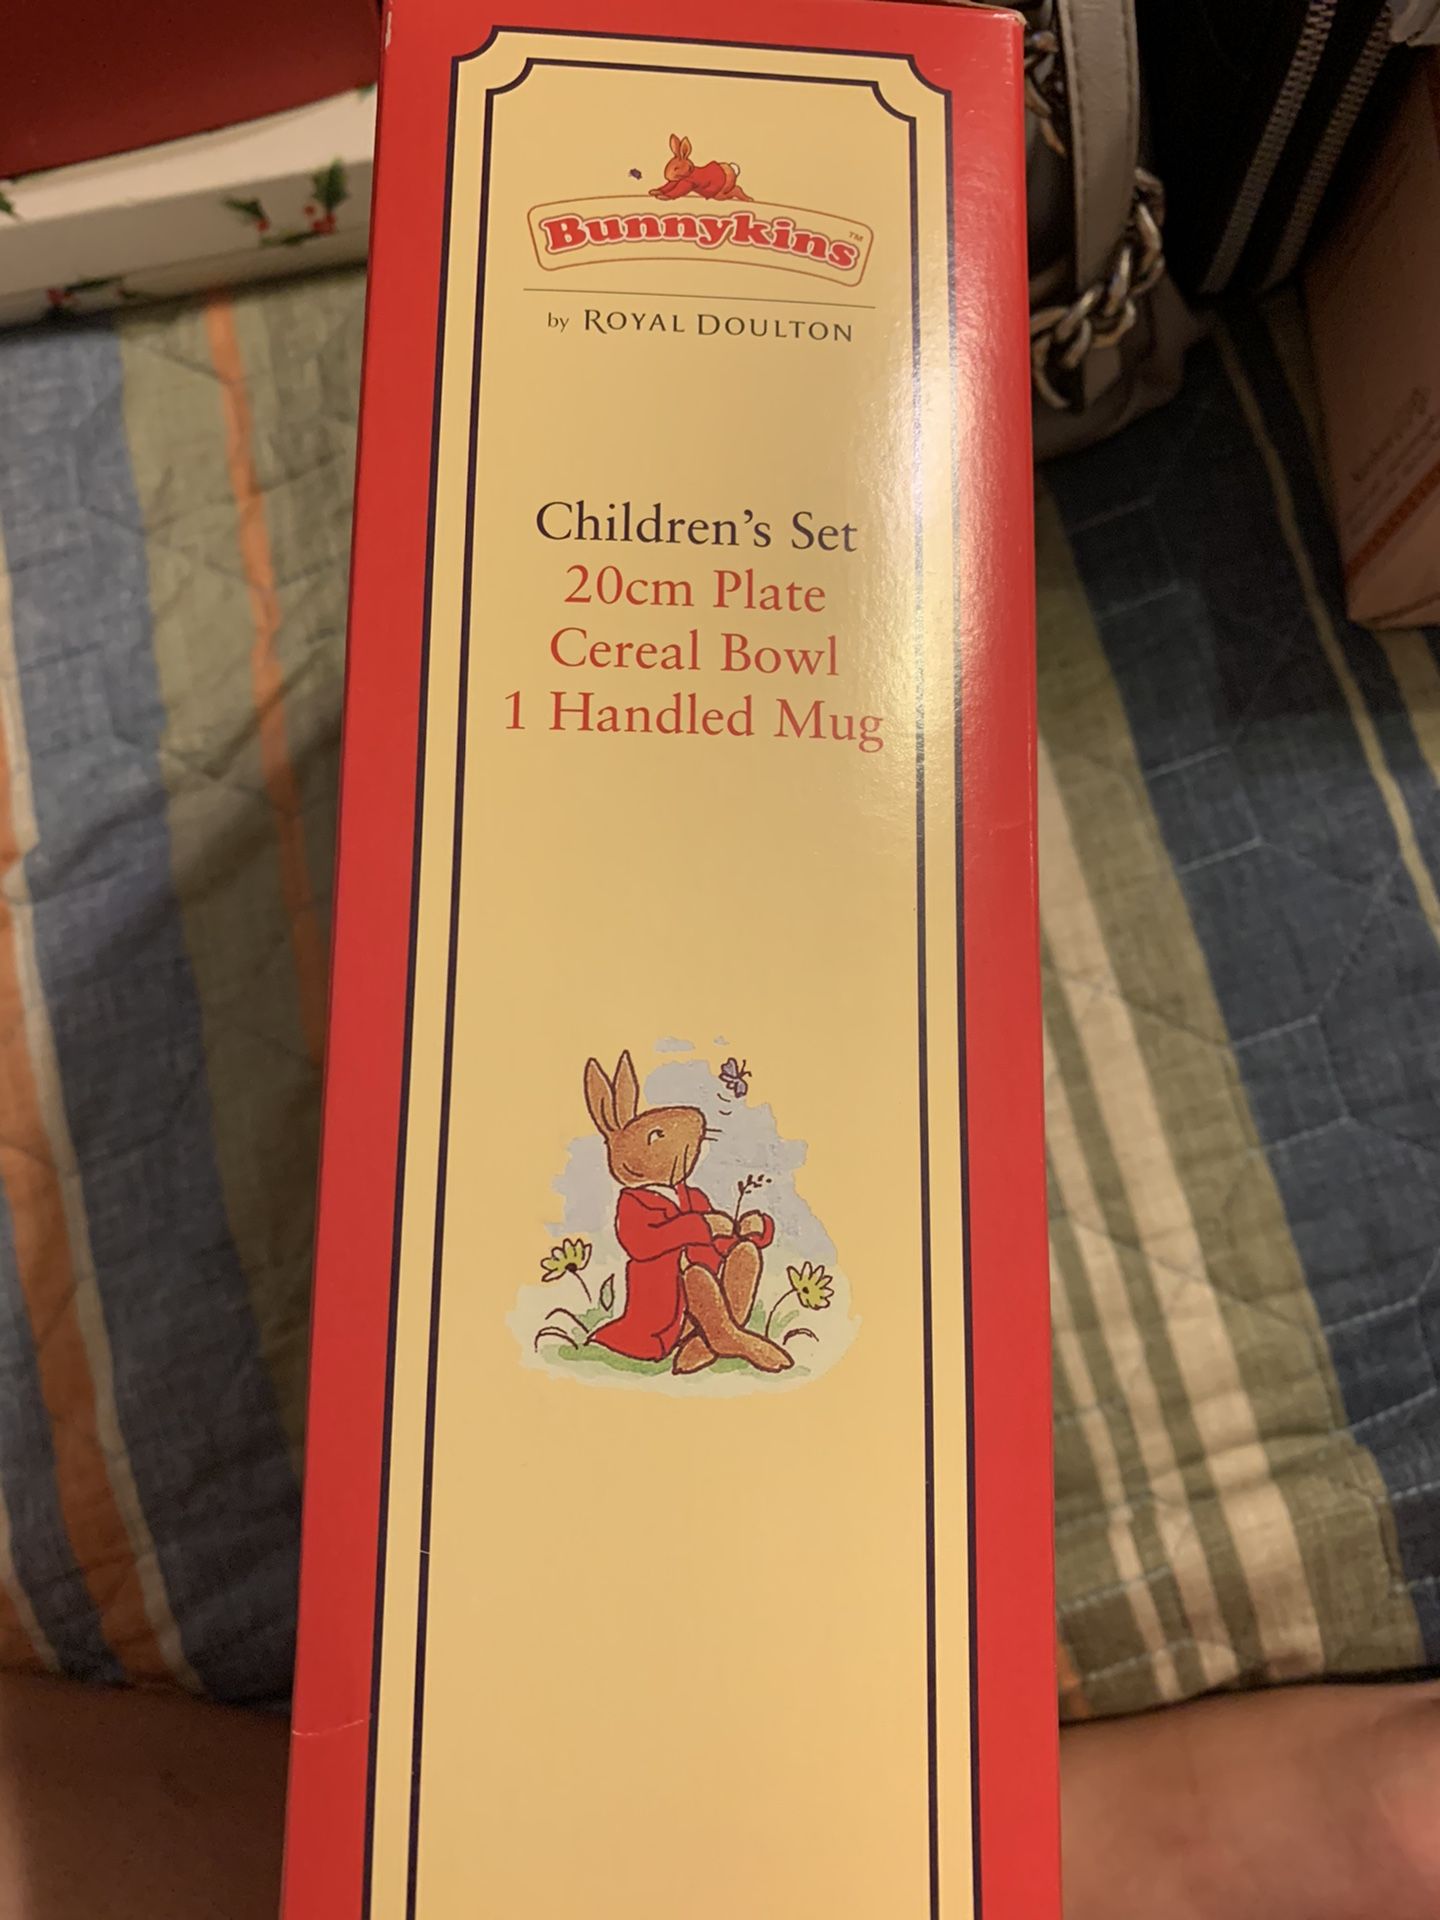 Bunnykins™
by ROYAL DOULTON
Children's Set
20cm Plate
Cereal Bowl
1 Handled Mug